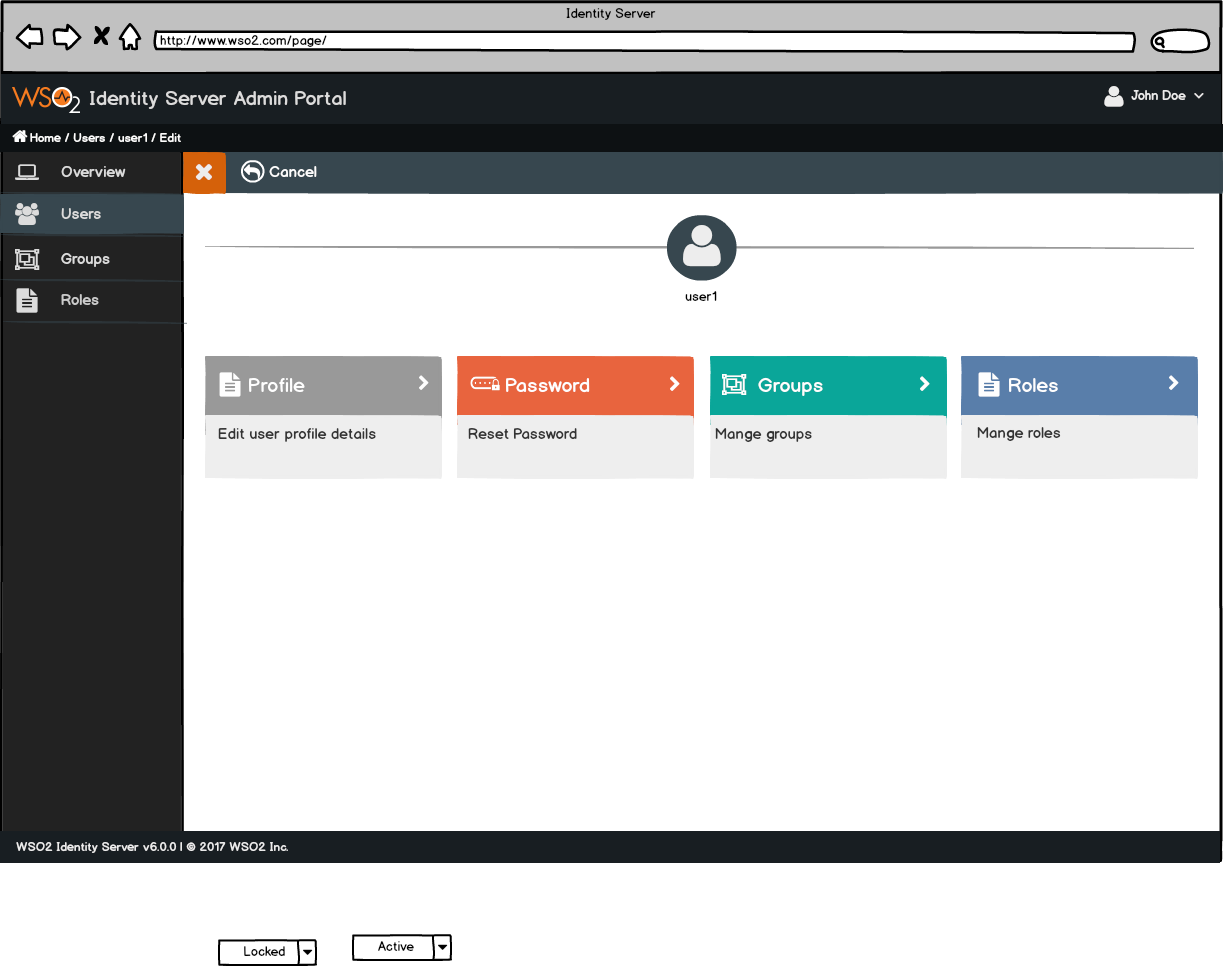 Identity Server
http://www.wso2.com/page/
WSO2 Identity Server Admin Portal
John Doe
Home / Users / user1 / Edit
Overview
Cancel
Users
Groups
Roles
user1
Profile
Password
Groups
Roles
Edit user profile details
Reset Password
Mange groups
Mange roles
WSO2 Identity Server v6.0.0 | © 2017 WSO2 Inc.
Locked
Active